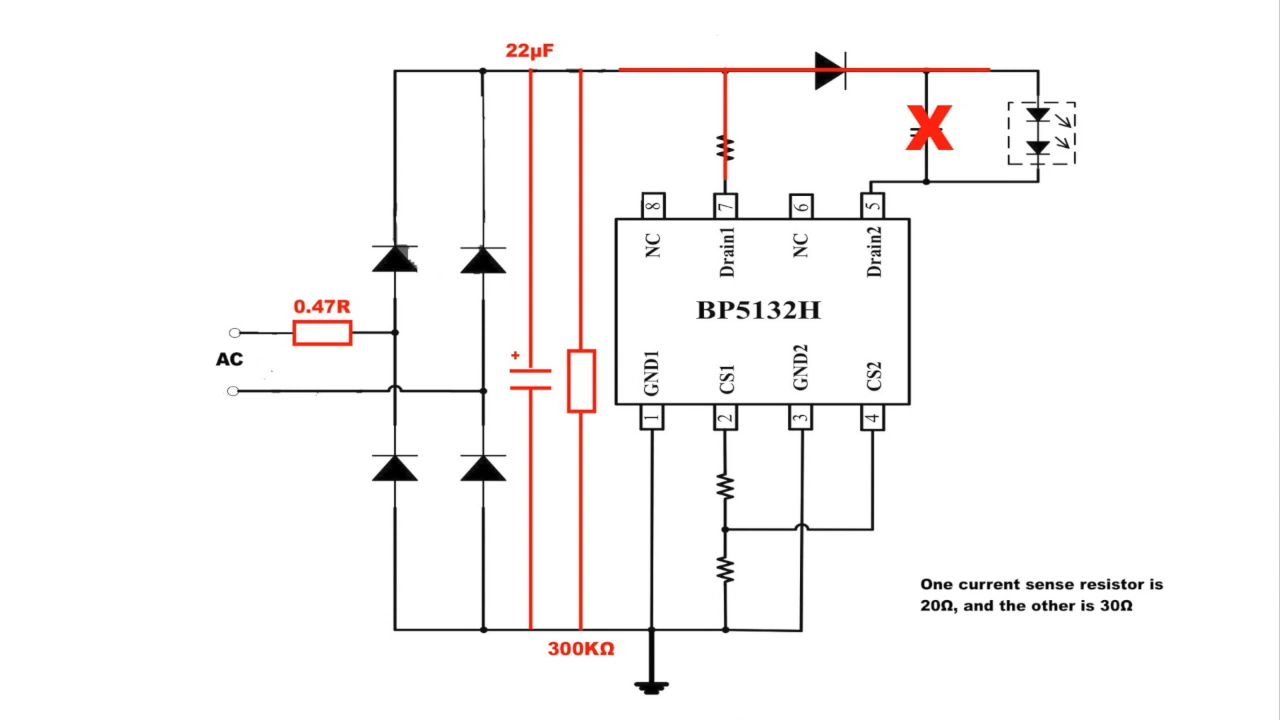 22µF
8
7
6
5
NC
Drain1
NC
Drain2
BP5132H
0.47R
AC
+
GND1
CS1
GND2
CS2
1
2
3
4
One current sense resistor is
20Ω, and the other is 30Ω
300KΩ